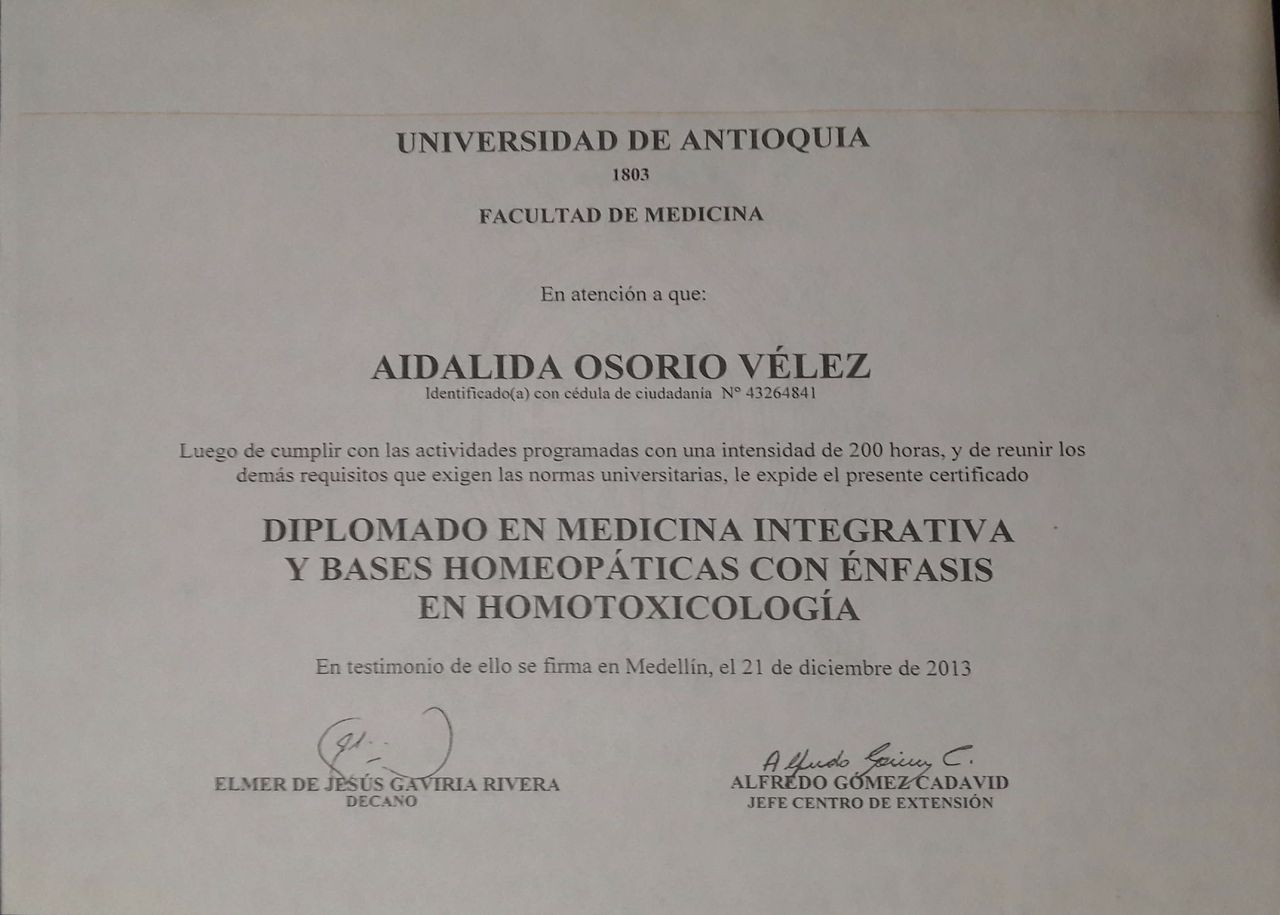 UNIVERSIDAD DE ANTIOQUIA
1803
FACULTAD DE MEDICINA
En atención a que:
AIDALIDA OSORIO VÉLEZ
Identificado(a) con cédula de ciudadanía Nº 43264841
Luego de cumplir con las actividades programadas con una intensidad de 200 horas, y de reunir los
demás requisitos que exigen las normas universitarias, le expide el presente certificado
DIPLOMADO EN MEDICINA INTEGRATIVA
Y BASES HOMEOPÁTICAS CON ÉNFASIS
EN HOMOTOXICOLOGÍA
En testimonio de ello se firma en Medellín, el 21 de diciembre de 2013
Alfredo Gómez C.
ELMER DE JESÚS GAVIRIA RIVERA
DECANO
ALFREDO GÓMEZ CADAVID
JEFE CENTRO DE EXTENSIÓN